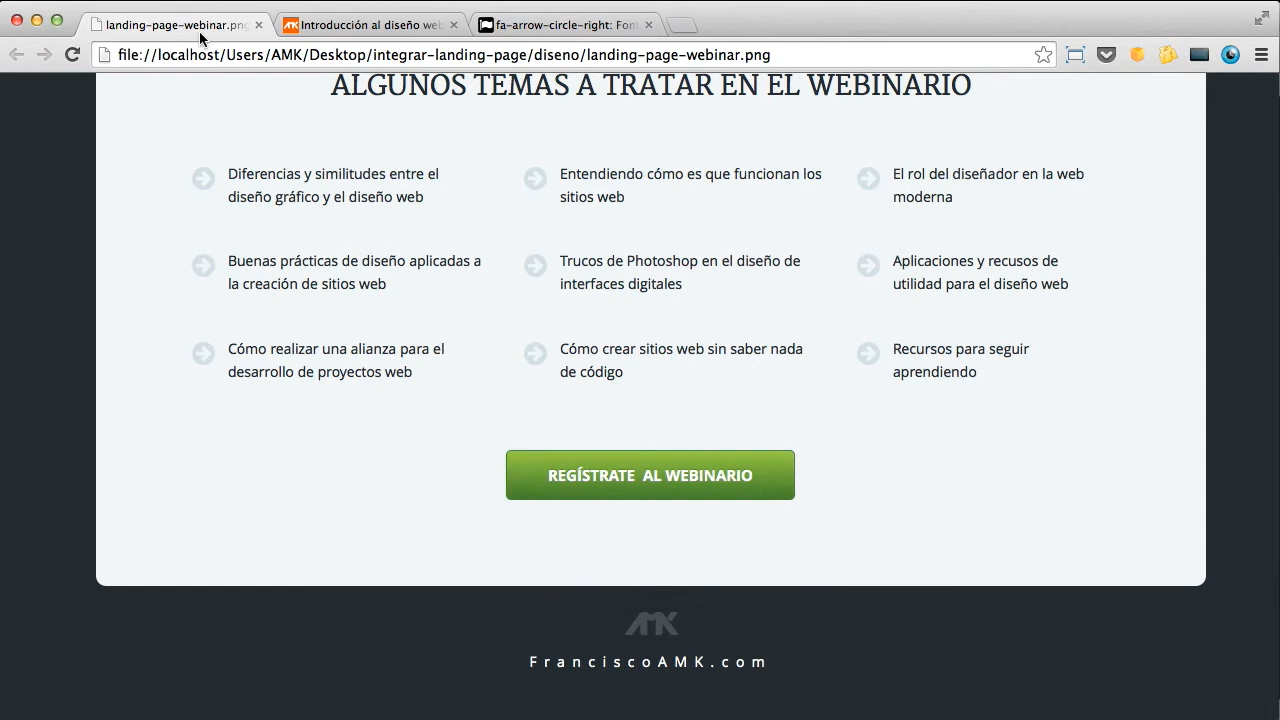 landing-page-webinar.png
Introducción al diseño web
fa-arrow-circle-right: Fon
file://localhost/Users/AMK/Desktop/integrar-landing-page/diseno/landing-page-webinar.png
ALGUNOS TEMAS A TRATAR EN EL WEBINARIO
Diferencias y similitudes entre el
diseño gráfico y el diseño web
Entendiendo cómo es que funcionan los
sitios web
El rol del diseñador en la web
moderna
Buenas prácticas de diseño aplicadas a
la creación de sitios web
Trucos de Photoshop en el diseño de
interfaces digitales
Aplicaciones y recusos de
utilidad para el diseño web
Cómo realizar una alianza para el
desarrollo de proyectos web
Cómo crear sitios web sin saber nada
de código
Recursos para seguir
aprendiendo
REGÍSTRATE AL WEBINARIO
AMK
FranciscoAMK.com